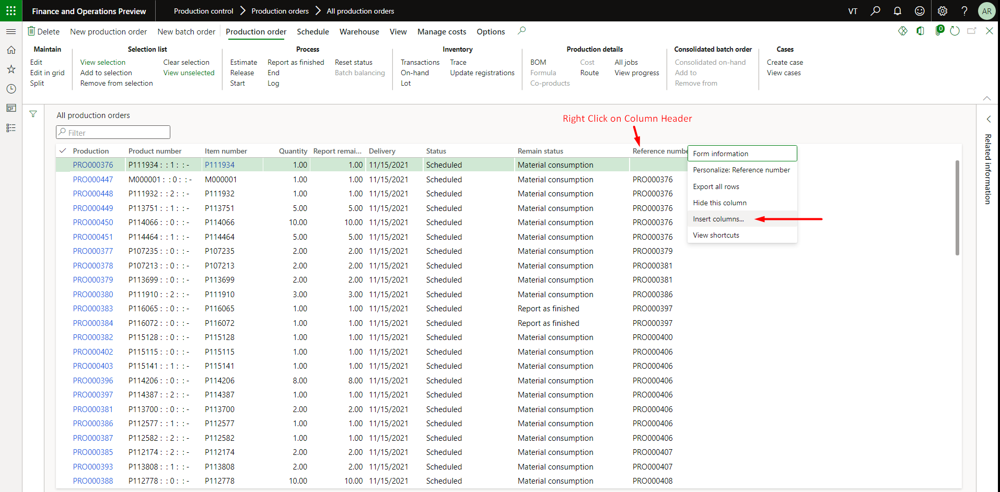 Finance and Operations Preview
Production control > Production orders > All production orders
VT
AR
Delete New production order New batch order Production order Schedule Warehouse View Manage costs Options
0
Maintain
Edit
Edit in grid
Split
Selection list
View selection Clear selection
Add to selection View unselected
Remove from selection
Process
Estimate Report as finished Reset status
Release End Batch balancing
Start Log
Inventory
Transactions Trace
On-hand Update registrations
Lot
Production details
BOM Cost All jobs
Formula Route View progress
Co-products
Consolidated batch order
Consolidated on-hand
Add to
Remove from
Cases
Create case
View cases
All production orders
Right Click on Column Header
Filter
Related information
Production Product number Item number Quantity Report remai... Delivery Status Remain status Reference numbe
PRO000376 P111934 : : 1 : : - P111934 1.00 1.00 11/15/2021 Scheduled Material consumption
PRO000447 M000001 : : 0 : : - M000001 1.00 1.00 11/15/2021 Scheduled Material consumption PRO000376
PRO000448 P111932 : : 2 : : - P111932 1.00 1.00 11/15/2021 Scheduled Material consumption PRO000376
PRO000449 P113751 : : 1 : : - P113751 5.00 5.00 11/15/2021 Scheduled Material consumption PRO000376
PRO000450 P114066 : : 0 : : - P114066 10.00 10.00 11/15/2021 Scheduled Material consumption PRO000376
PRO000451 P114464 : : 1 : : - P114464 5.00 5.00 11/15/2021 Scheduled Material consumption PRO000376
PRO000377 P107235 : : 0 : : - P107235 2.00 2.00 11/15/2021 Scheduled Material consumption PRO000379
PRO000378 P107213 : : 0 : : - P107213 2.00 2.00 11/15/2021 Scheduled Material consumption PRO000381
PRO000379 P113699 : : 0 : : - P113699 2.00 2.00 11/15/2021 Scheduled Material consumption PRO000381
PRO000380 P111910 : : 2 : : - P111910 3.00 3.00 11/15/2021 Scheduled Material consumption PRO000386
PRO000383 P116065 : : 0 : : - P116065 1.00 1.00 11/15/2021 Scheduled Report as finished PRO000397
PRO000384 P116072 : : 0 : : - P116072 1.00 1.00 11/15/2021 Scheduled Report as finished PRO000397
PRO000382 P115128 : : 0 : : - P115128 1.00 1.00 11/15/2021 Scheduled Material consumption PRO000400
PRO000402 P115115 : : 0 : : - P115115 1.00 1.00 11/15/2021 Scheduled Material consumption PRO000406
PRO000403 P115141 : : 1 : : - P115141 1.00 1.00 11/15/2021 Scheduled Material consumption PRO000406
PRO000396 P114206 : : 0 : : - P114206 8.00 8.00 11/15/2021 Scheduled Material consumption PRO000406
PRO000397 P114387 : : 2 : : - P114387 1.00 1.00 11/15/2021 Scheduled Material consumption PRO000406
PRO000381 P113700 : : 0 : : - P113700 2.00 2.00 11/15/2021 Scheduled Material consumption PRO000406
PRO000386 P112577 : : 1 : : - P112577 1.00 1.00 11/15/2021 Scheduled Material consumption PRO000406
PRO000387 P112582 : : 2 : : - P112582 1.00 1.00 11/15/2021 Scheduled Material consumption PRO000406
PRO000385 P112174 : : 2 : : - P112174 2.00 2.00 11/15/2021 Scheduled Material consumption PRO000407
PRO000393 P113808 : : 1 : : - P113808 2.00 2.00 11/15/2021 Scheduled Material consumption PRO000407
PRO000388 P112778 : : 0 : : - P112778 10.00 10.00 11/15/2021 Scheduled Material consumption PRO000408
Form information
Personalize: Reference number
Export all rows
Hide this column
Insert columns...
View shortcuts